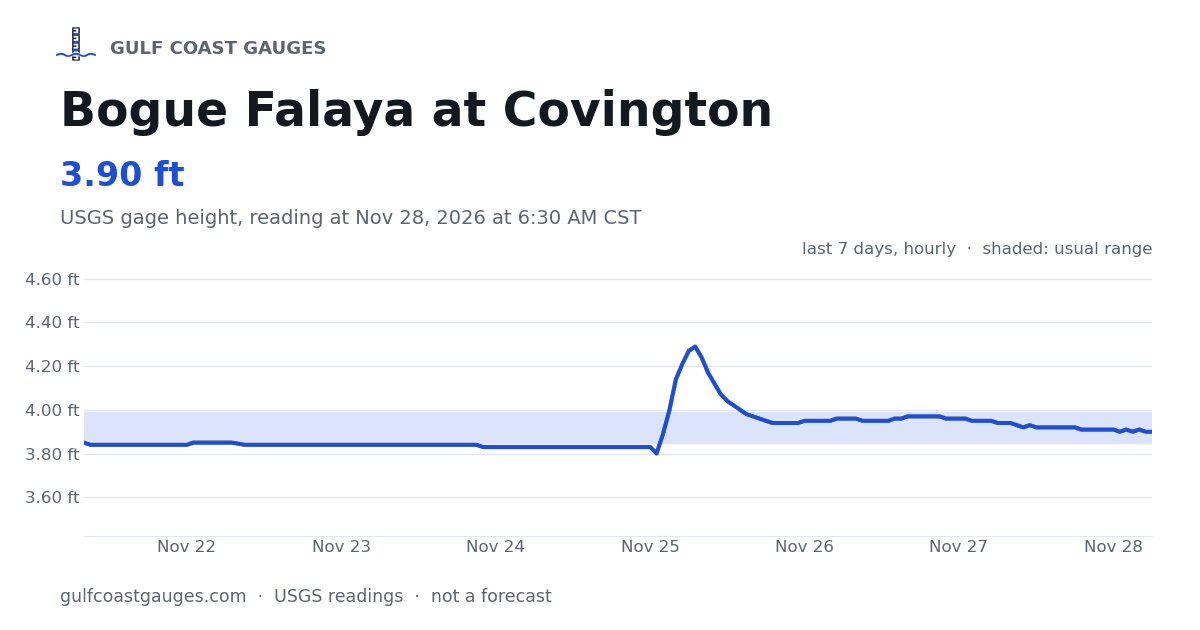 GULF COAST GAUGES
Bogue Falaya at Covington
3.90 ft
USGS gage height, reading at Nov 28, 2026 at 6:30 AM CST
last 7 days, hourly · shaded: usual range
4.60 ft
4.40 ft
4.20 ft
4.00 ft
3.80 ft
3.60 ft
Nov 22 Nov 23 Nov 24 Nov 25 Nov 26 Nov 27 Nov 28
gulfcoastgauges.com · USGS readings · not a forecast